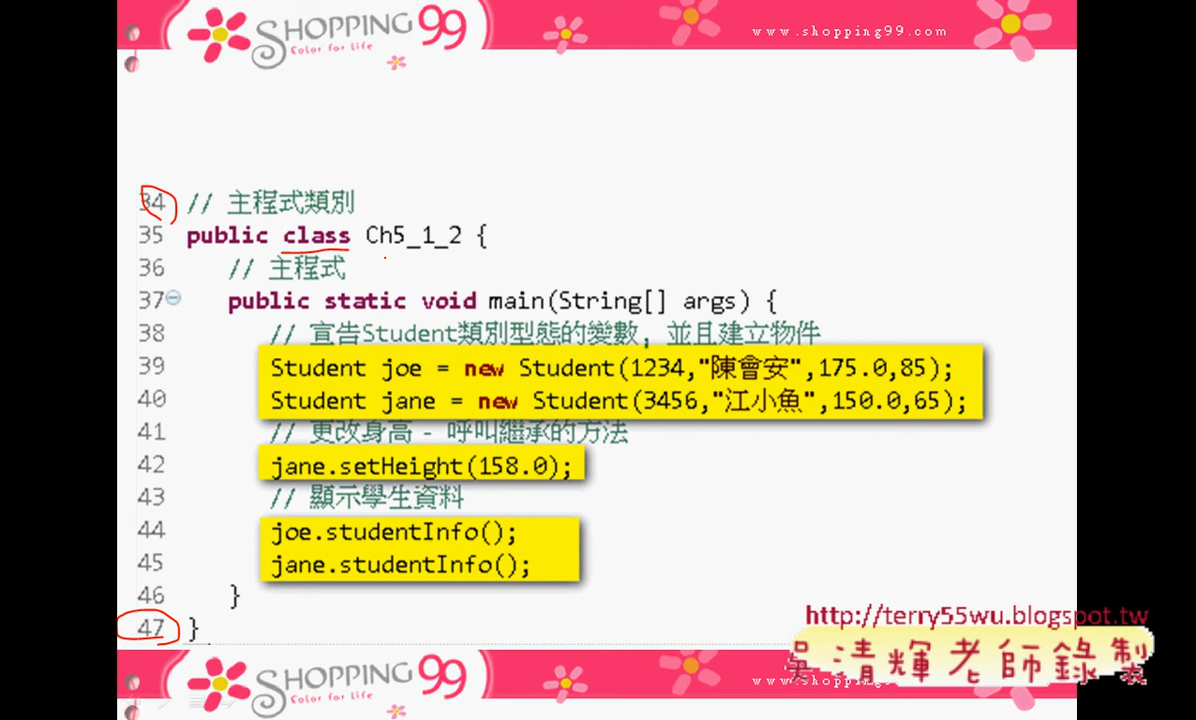 SHOPPING 99
Color for Life
www.shopping99.com
34 // 主程式類別
35 public class Ch5_1_2 {
36 // 主程式
37 public static void main(String[] args) {
38 // 宣告Student類別型態的變數, 並且建立物件
39 Student joe = new Student(1234,"陳會安",175.0,85);
40 Student jane = new Student(3456,"江小魚",150.0,65);
41 // 更改身高 - 呼叫繼承的方法
42 jane.setHeight(158.0);
43 // 顯示學生資料
44 joe.studentInfo();
45 jane.studentInfo();
46 }
47 }
http://terry55wu.blogspot.tw
吳清輝老師錄製
SHOPPING 99
Color for Life